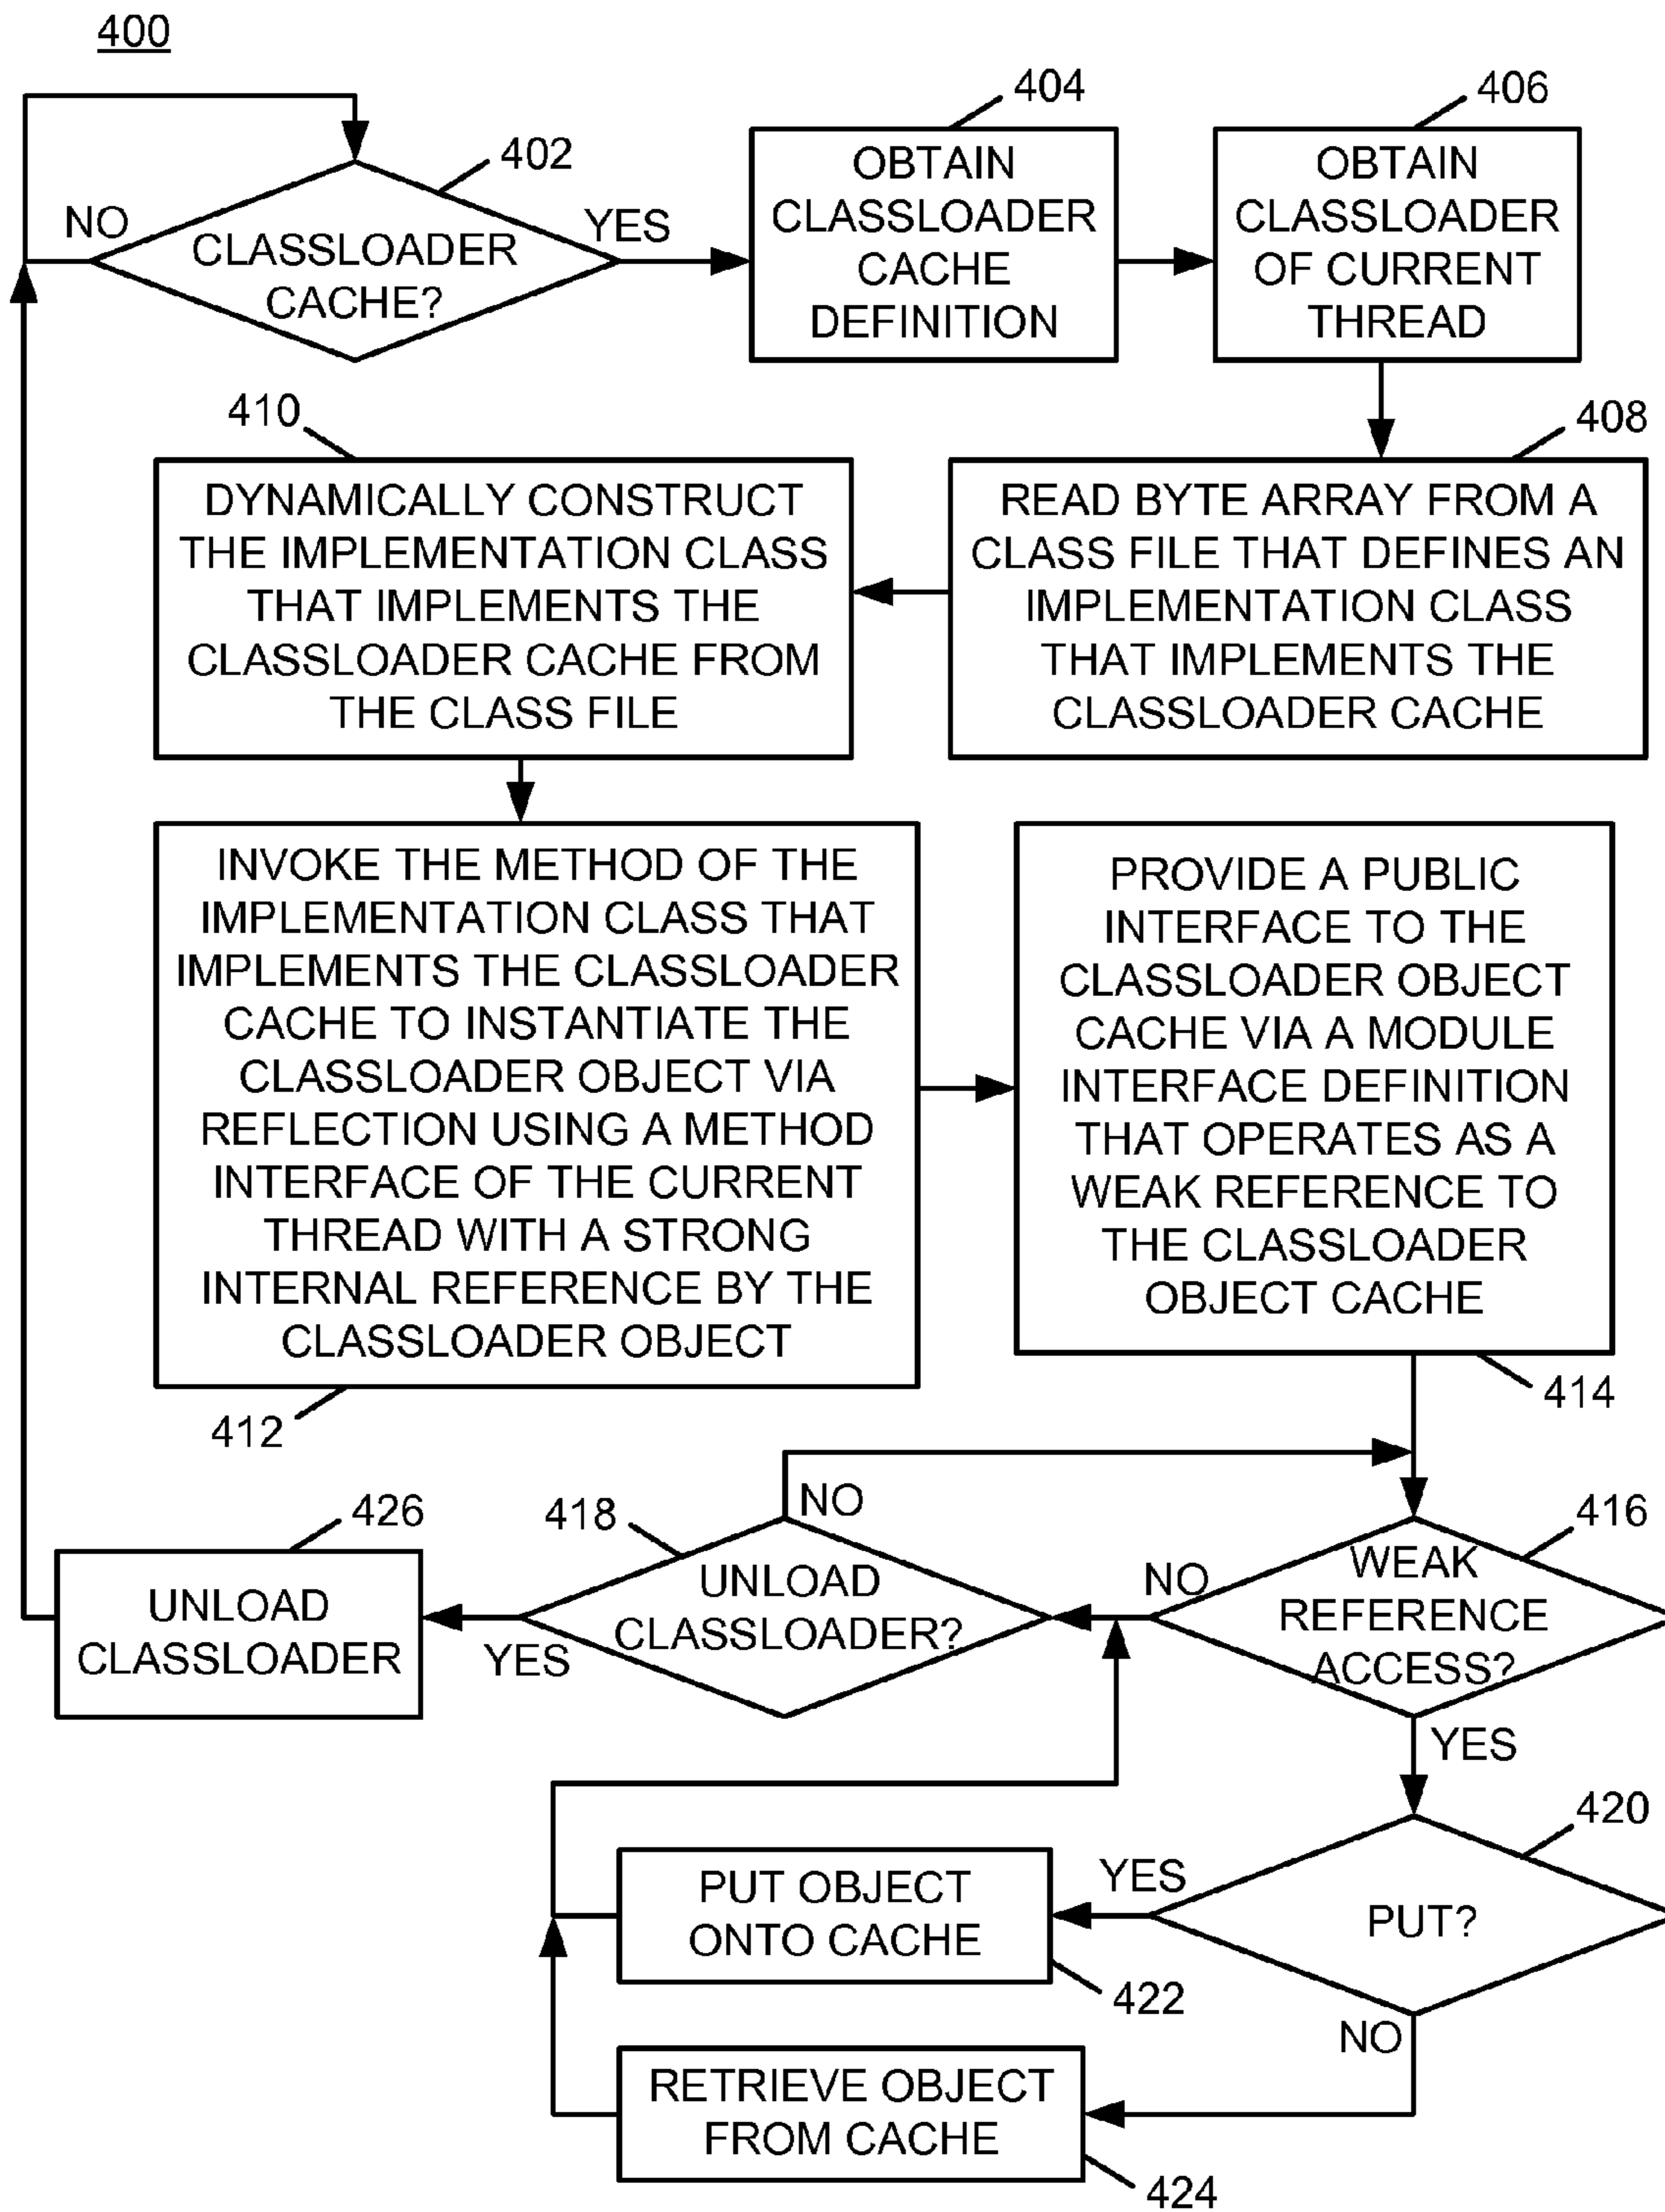 400
402
CLASSLOADER
CACHE?
NO
YES
404
OBTAIN
CLASSLOADER
CACHE
DEFINITION
406
OBTAIN
CLASSLOADER
OF CURRENT
THREAD
408
READ BYTE ARRAY FROM A
CLASS FILE THAT DEFINES AN
IMPLEMENTATION CLASS
THAT IMPLEMENTS THE
CLASSLOADER CACHE
410
DYNAMICALLY CONSTRUCT
THE IMPLEMENTATION CLASS
THAT IMPLEMENTS THE
CLASSLOADER CACHE FROM
THE CLASS FILE
INVOKE THE METHOD OF THE
IMPLEMENTATION CLASS THAT
IMPLEMENTS THE CLASSLOADER
CACHE TO INSTANTIATE THE
CLASSLOADER OBJECT VIA
REFLECTION USING A METHOD
INTERFACE OF THE CURRENT
THREAD WITH A STRONG
INTERNAL REFERENCE BY THE
CLASSLOADER OBJECT
412
PROVIDE A PUBLIC
INTERFACE TO THE
CLASSLOADER OBJECT
CACHE VIA A MODULE
INTERFACE DEFINITION
THAT OPERATES AS A
WEAK REFERENCE TO
THE CLASSLOADER
OBJECT CACHE
414
416
WEAK
REFERENCE
ACCESS?
NO
YES
418
UNLOAD
CLASSLOADER?
NO
YES
426
UNLOAD
CLASSLOADER
420
PUT?
YES
NO
PUT OBJECT
ONTO CACHE
422
RETRIEVE OBJECT
FROM CACHE
424